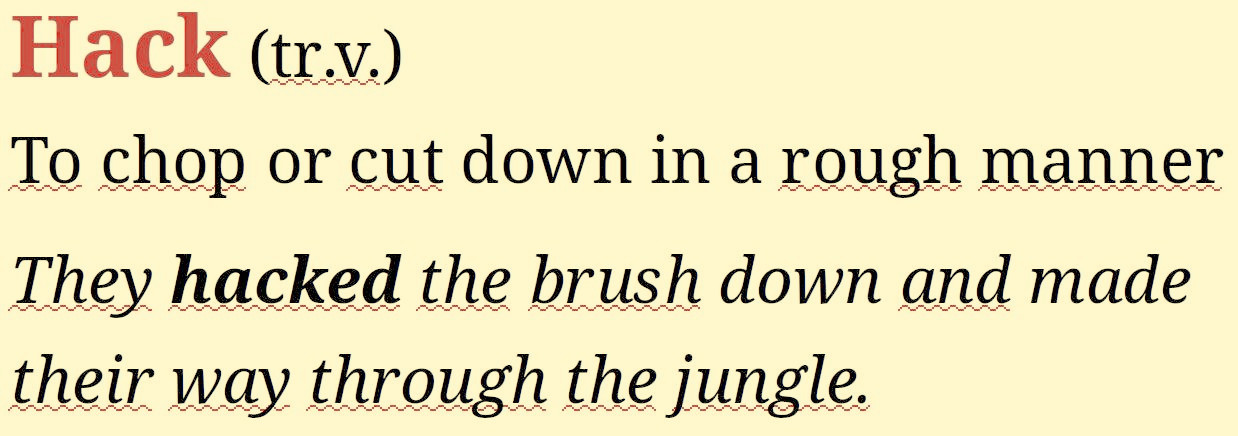 Hack (tr.v.)
To chop or cut down in a rough manner
They hacked the brush down and made
their way through the jungle.